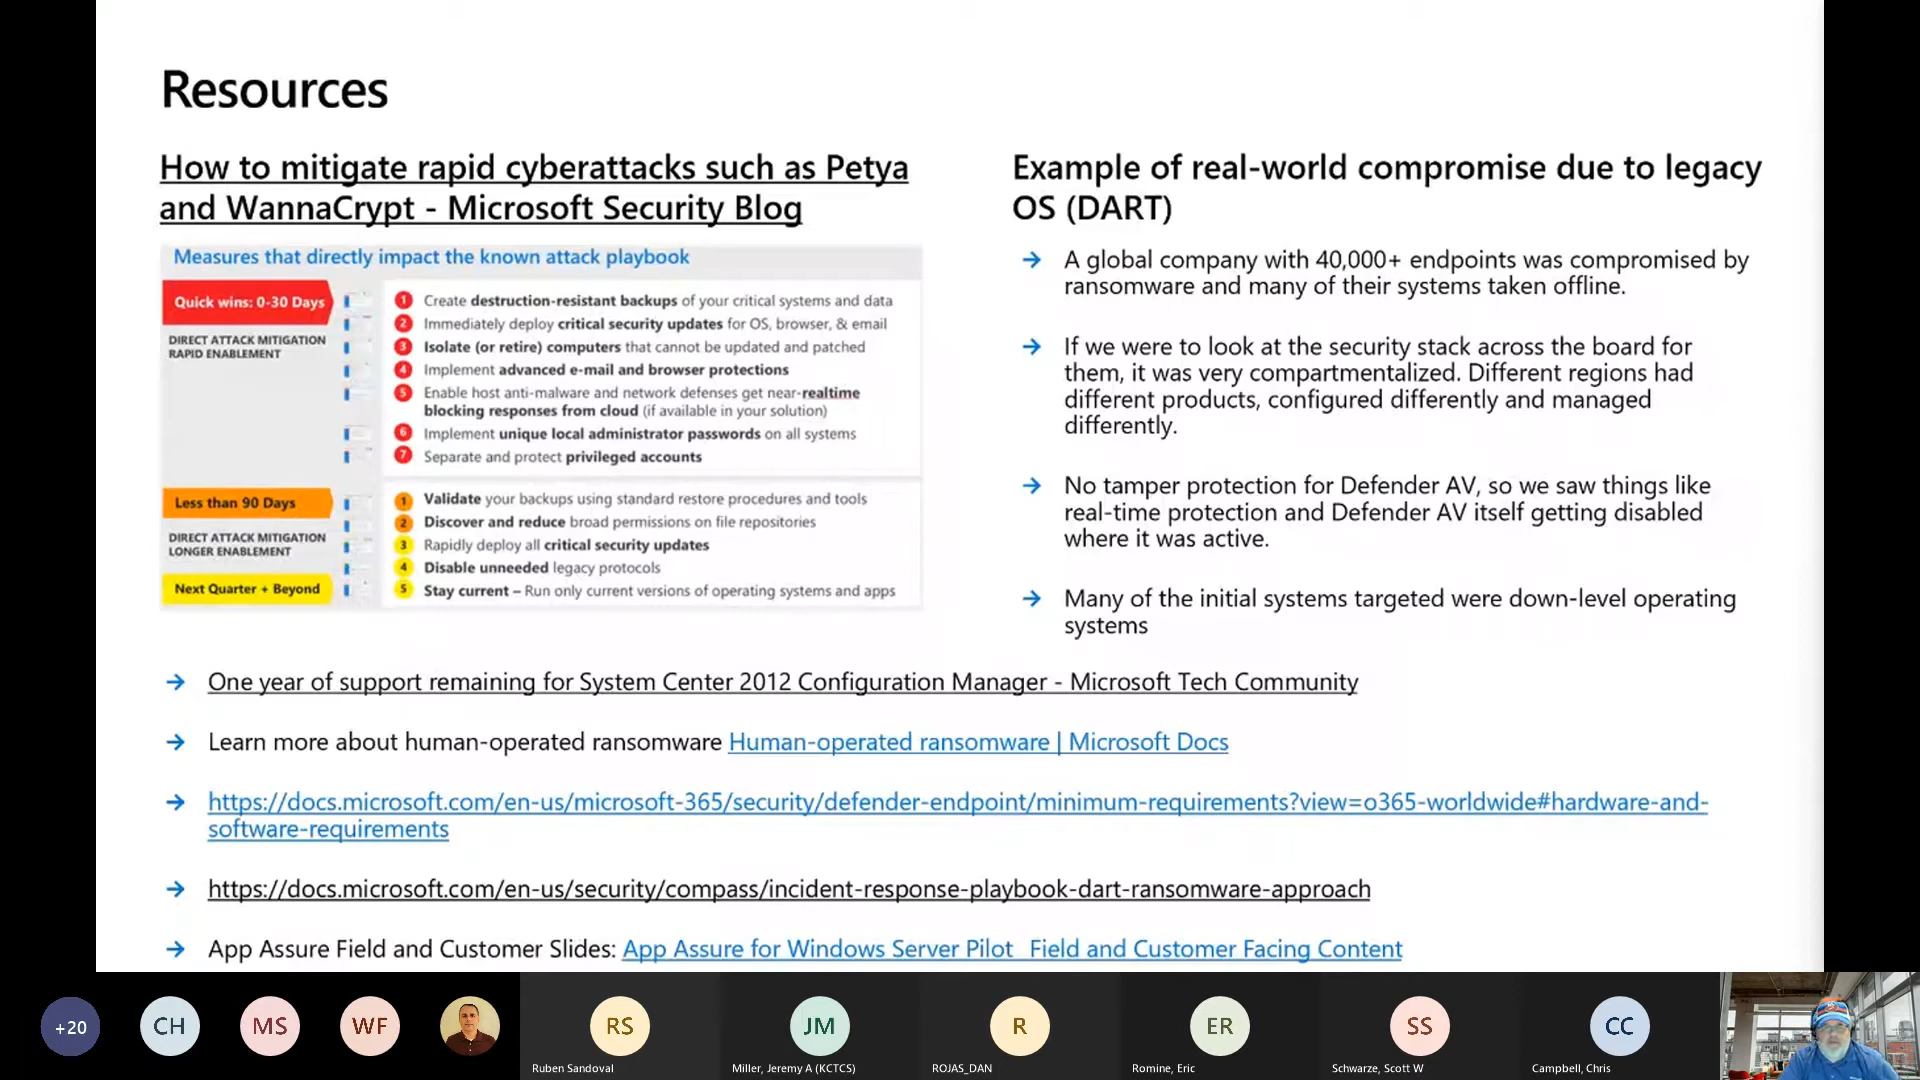 Resources
How to mitigate rapid cyberattacks such as Petya
and WannaCrypt - Microsoft Security Blog
Measures that directly impact the known attack playbook
Quick wins: 0-30 Days
DIRECT ATTACK MITIGATION
RAPID ENABLEMENT
1 Create destruction-resistant backups of your critical systems and data
2 Immediately deploy critical security updates for OS, browser, & email
3 Isolate (or retire) computers that cannot be updated and patched
4 Implement advanced e-mail and browser protections
5 Enable host anti-malware and network defenses get near-realtime
blocking responses from cloud (if available in your solution)
6 Implement unique local administrator passwords on all systems
7 Separate and protect privileged accounts
Less than 90 Days
DIRECT ATTACK MITIGATION
LONGER ENABLEMENT
Next Quarter + Beyond
1 Validate your backups using standard restore procedures and tools
2 Discover and reduce broad permissions on file repositories
3 Rapidly deploy all critical security updates
4 Disable unneeded legacy protocols
5 Stay current – Run only current versions of operating systems and apps
Example of real-world compromise due to legacy
OS (DART)
→ A global company with 40,000+ endpoints was compromised by
ransomware and many of their systems taken offline.
→ If we were to look at the security stack across the board for
them, it was very compartmentalized. Different regions had
different products, configured differently and managed
differently.
→ No tamper protection for Defender AV, so we saw things like
real-time protection and Defender AV itself getting disabled
where it was active.
→ Many of the initial systems targeted were down-level operating
systems
→ One year of support remaining for System Center 2012 Configuration Manager - Microsoft Tech Community
→ Learn more about human-operated ransomware Human-operated ransomware | Microsoft Docs
→ https://docs.microsoft.com/en-us/microsoft-365/security/defender-endpoint/minimum-requirements?view=o365-worldwide#hardware-and-
software-requirements
→ https://docs.microsoft.com/en-us/security/compass/incident-response-playbook-dart-ransomware-approach
→ App Assure Field and Customer Slides: App Assure for Windows Server Pilot_Field and Customer Facing Content
+20
CH
MS
WF
RS
Ruben Sandoval
JM
Miller, Jeremy A (KCTCS)
R
ROJAS_DAN
ER
Romine, Eric
SS
Schwarze, Scott W
CC
Campbell, Chris